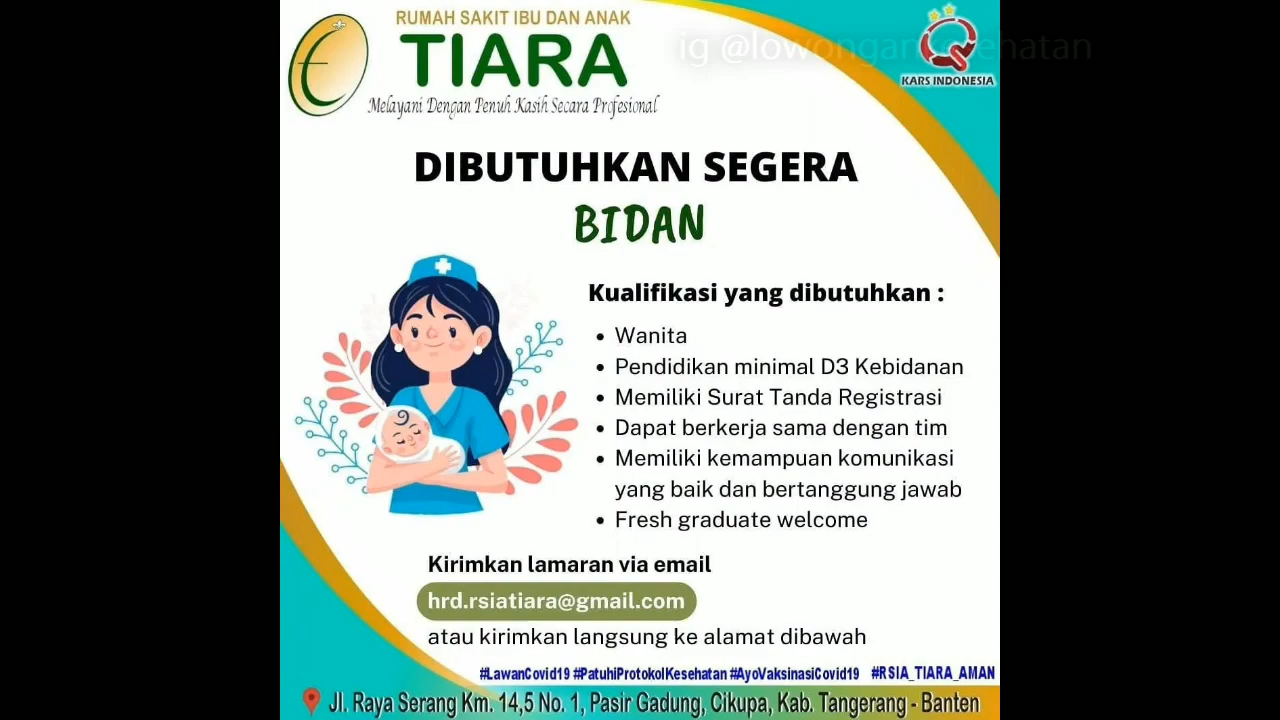 RUMAH SAKIT IBU DAN ANAK
TIARA
Melayani Dengan Penuh Kasih Secara Profesional
ig @lowongankesehatan
KARS INDONESIA
DIBUTUHKAN SEGERA
BIDAN
Kualifikasi yang dibutuhkan :
• Wanita
• Pendidikan minimal D3 Kebidanan
• Memiliki Surat Tanda Registrasi
• Dapat berkerja sama dengan tim
• Memiliki kemampuan komunikasi
yang baik dan bertanggung jawab
• Fresh graduate welcome
Kirimkan lamaran via email
hrd.rsiatiara@gmail.com
atau kirimkan langsung ke alamat dibawah
#LawanCovid19 #PatuhiProtokolKesehatan #AyoVaksinasiCovid19 #RSIA_TIARA_AMAN
Jl. Raya Serang Km. 14,5 No. 1, Pasir Gadung, Cikupa, Kab. Tangerang - Banten